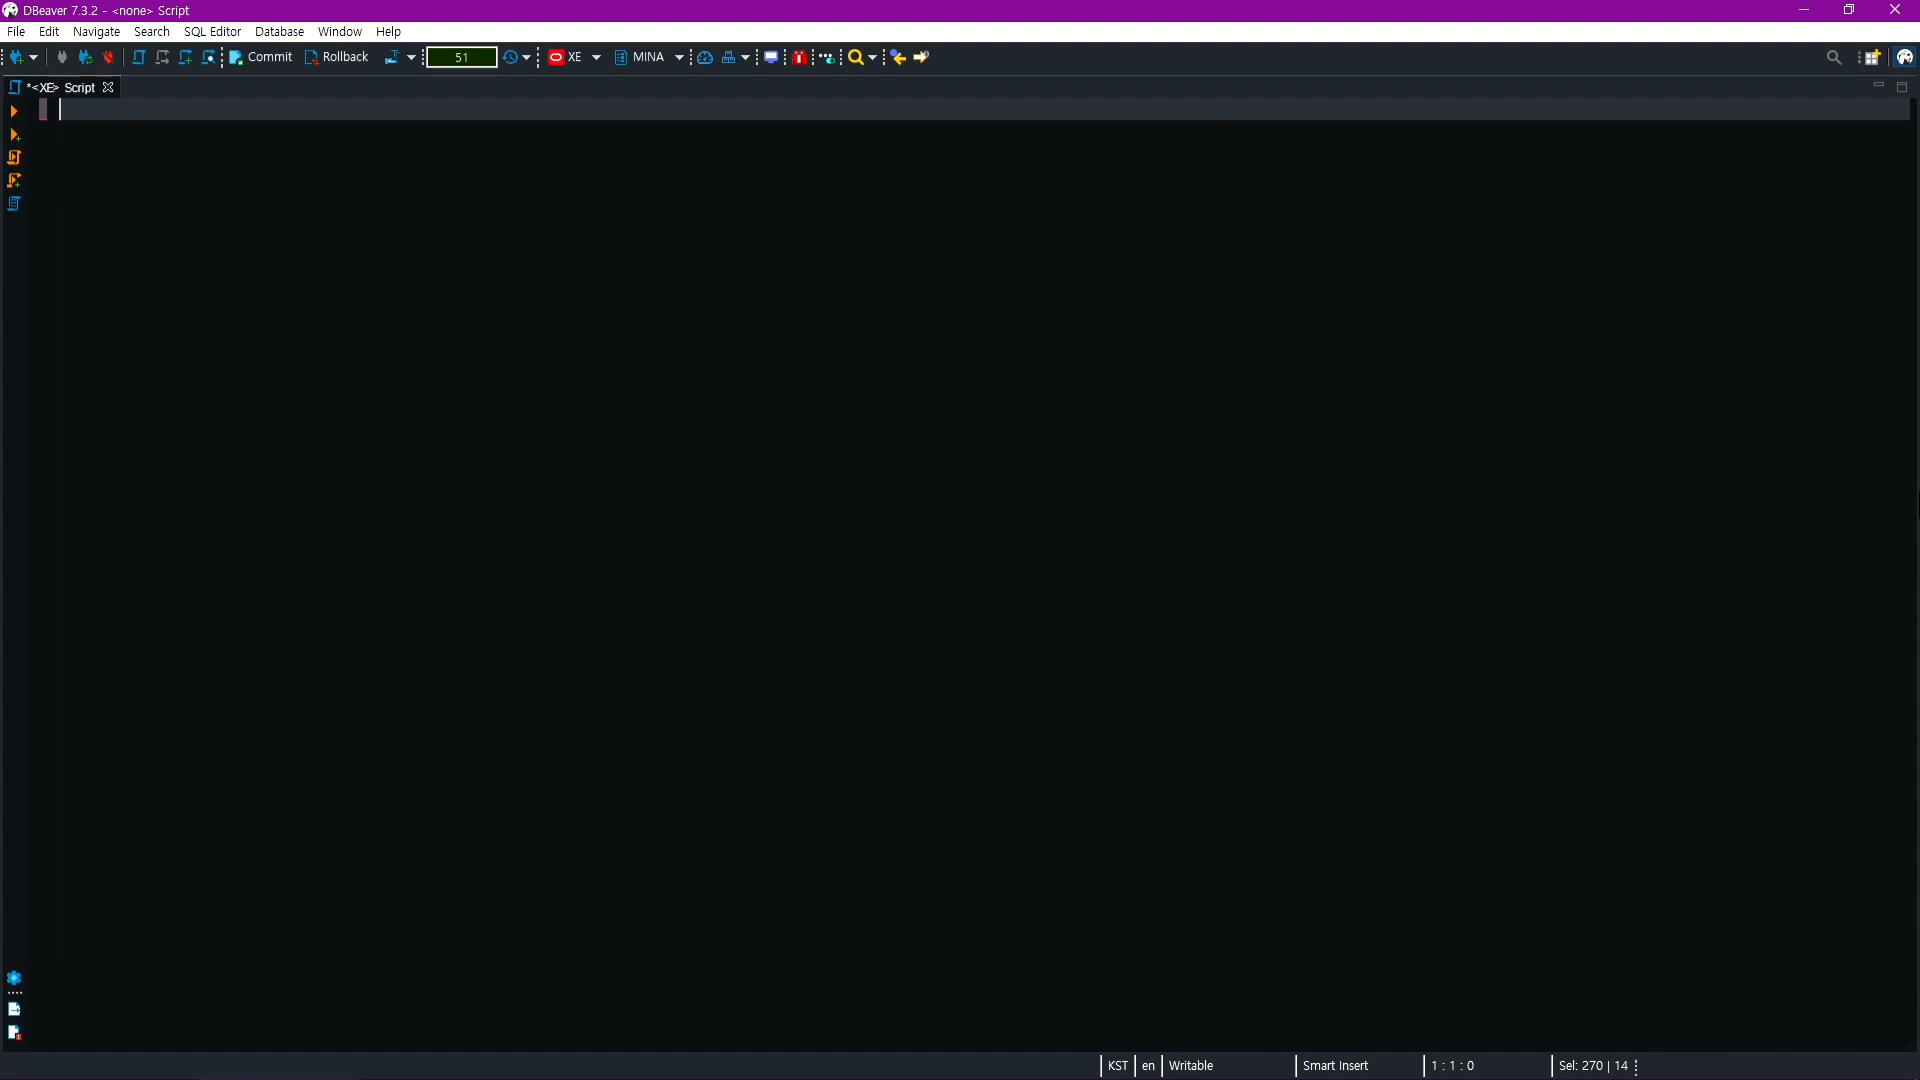 DBeaver 7.3.2 - <none> Script
File Edit Navigate Search SQL Editor Database Window Help
Commit Rollback 51 XE MINA
*<XE> Script
KST en Writable Smart Insert 1 : 1 : 0 Sel: 270 | 14